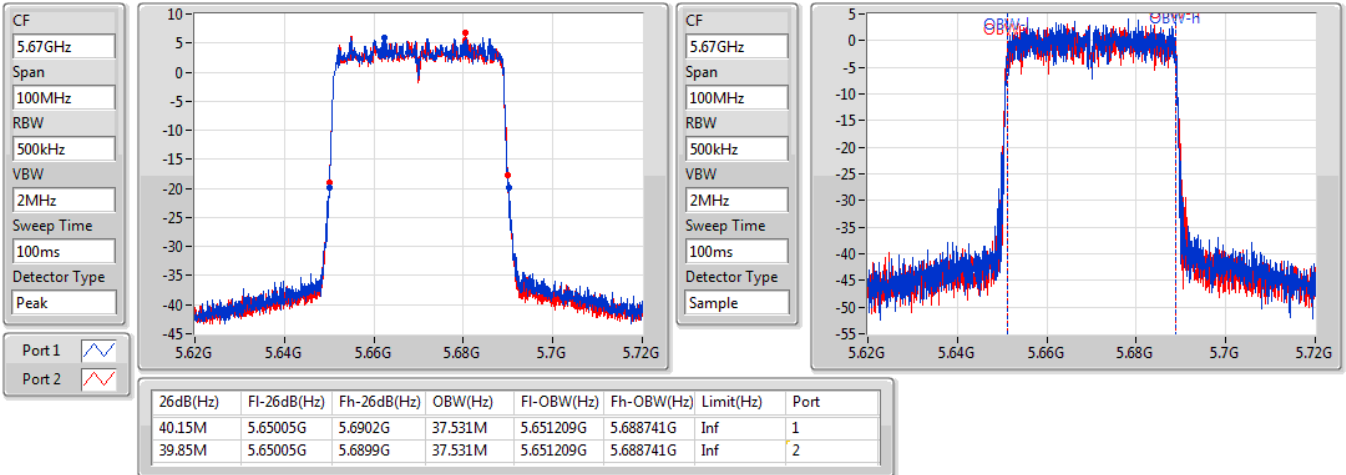 CF
5.67GHz
Span
100MHz
RBW
500kHz
VBW
2MHz
Sweep Time
100ms
Detector Type
Peak
Port 1
Port 2
10
5
0
-5
-10
-15
-20
-25
-30
-35
-40
-45
5.62G 5.64G 5.66G 5.68G 5.7G 5.72G
CF
5.67GHz
Span
100MHz
RBW
500kHz
VBW
2MHz
Sweep Time
100ms
Detector Type
Sample
5
0
-5
-10
-15
-20
-25
-30
-35
-40
-45
-50
-55
5.62G 5.64G 5.66G 5.68G 5.7G 5.72G
26dB(Hz) Fl-26dB(Hz) Fh-26dB(Hz) OBW(Hz) Fl-OBW(Hz) Fh-OBW(Hz) Limit(Hz) Port
40.15M 5.65005G 5.6902G 37.531M 5.651209G 5.688741G Inf 1
39.85M 5.65005G 5.6899G 37.531M 5.651209G 5.688741G Inf 2